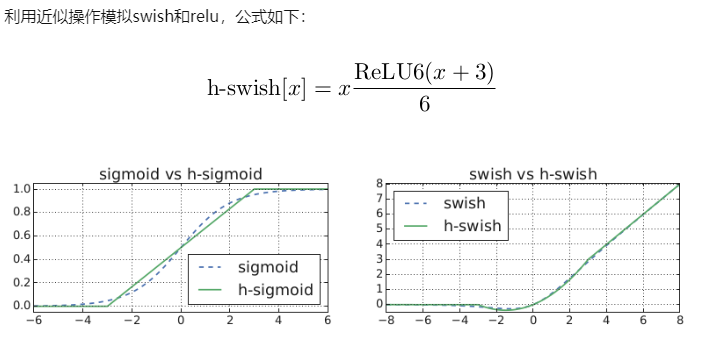 利用近似操作模拟swish和relu，公式如下：
h-swish[x] = x ReLU6(x + 3) / 6
sigmoid vs h-sigmoid
1.0
0.8
0.6
0.4
0.2
0.0
sigmoid
h-sigmoid
−6 −4 −2 0 2 4 6
swish vs h-swish
8
7
6
5
4
3
2
1
0
swish
h-swish
−8 −6 −4 −2 0 2 4 6 8